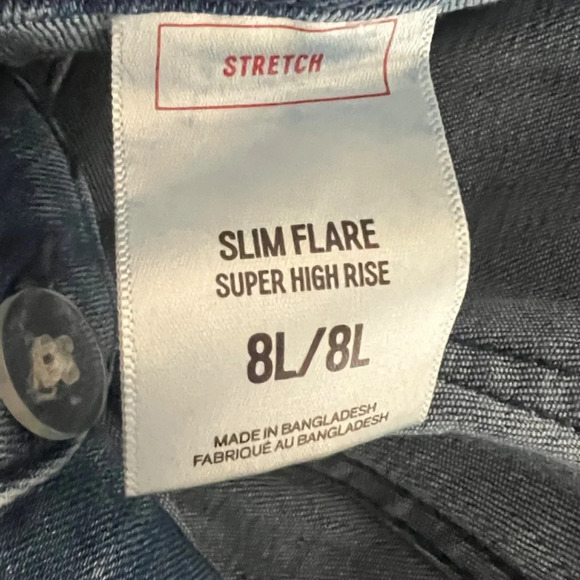 STRETCH
SLIM FLARE
SUPER HIGH RISE
8L/8L
MADE IN BANGLADESH
FABRIQUÉ AU BANGLADESH